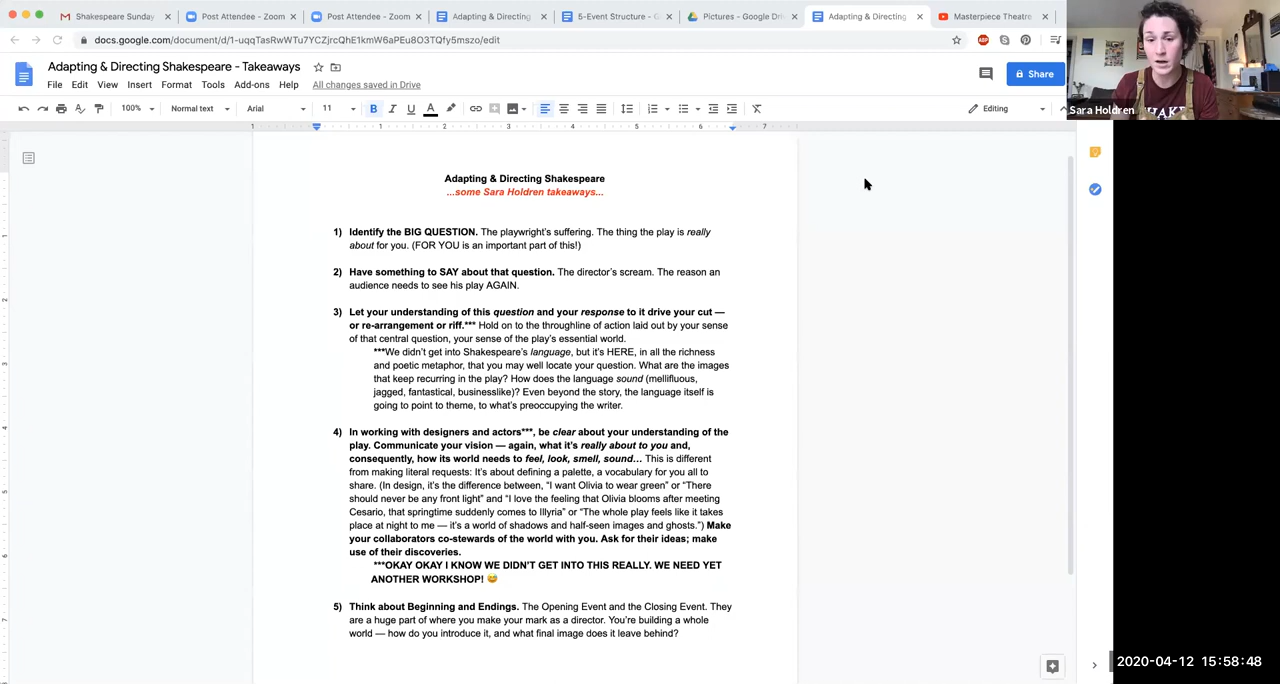 Shakespeare Sunday
Post Attendee - Zoom
Post Attendee - Zoom
Adapting & Directing
5-Event Structure - G
Pictures - Google Driv
Adapting & Directing
Masterpiece Theatre
docs.google.com/document/d/1-uqqTasRwWTu7YCZjrcQhE1kmW6aPEu8O3TQfy5mszo/edit
ABP
Adapting & Directing Shakespeare - Takeaways
File Edit View Insert Format Tools Add-ons Help All changes saved in Drive
Share
100% Normal text Arial 11 B I U A Editing
Sara Holdren
1 1 2 3 4 5 6 7
Adapting & Directing Shakespeare
...some Sara Holdren takeaways...
1) Identify the BIG QUESTION. The playwright's suffering. The thing the play is really
about for you. (FOR YOU is an important part of this!)
2) Have something to SAY about that question. The director's scream. The reason an
audience needs to see his play AGAIN.
3) Let your understanding of this question and your response to it drive your cut —
or re-arrangement or riff.*** Hold on to the throughline of action laid out by your sense
of that central question, your sense of the play's essential world.
***We didn't get into Shakespeare's language, but it's HERE, in all the richness
and poetic metaphor, that you may well locate your question. What are the images
that keep recurring in the play? How does the language sound (mellifluous,
jagged, fantastical, businesslike)? Even beyond the story, the language itself is
going to point to theme, to what's preoccupying the writer.
4) In working with designers and actors***, be clear about your understanding of the
play. Communicate your vision — again, what it's really about to you and,
consequently, how its world needs to feel, look, smell, sound... This is different
from making literal requests: It's about defining a palette, a vocabulary for you all to
share. (In design, it's the difference between, “I want Olivia to wear green” or “There
should never be any front light” and “I love the feeling that Olivia blooms after meeting
Cesario, that springtime suddenly comes to Illyria” or “The whole play feels like it takes
place at night to me — it's a world of shadows and half-seen images and ghosts.”) Make
your collaborators co-stewards of the world with you. Ask for their ideas; make
use of their discoveries.
***OKAY OKAY I KNOW WE DIDN'T GET INTO THIS REALLY. WE NEED YET
ANOTHER WORKSHOP! 😅
5) Think about Beginning and Endings. The Opening Event and the Closing Event. They
are a huge part of where you make your mark as a director. You're building a whole
world — how do you introduce it, and what final image does it leave behind?
2020-04-12 15:58:48